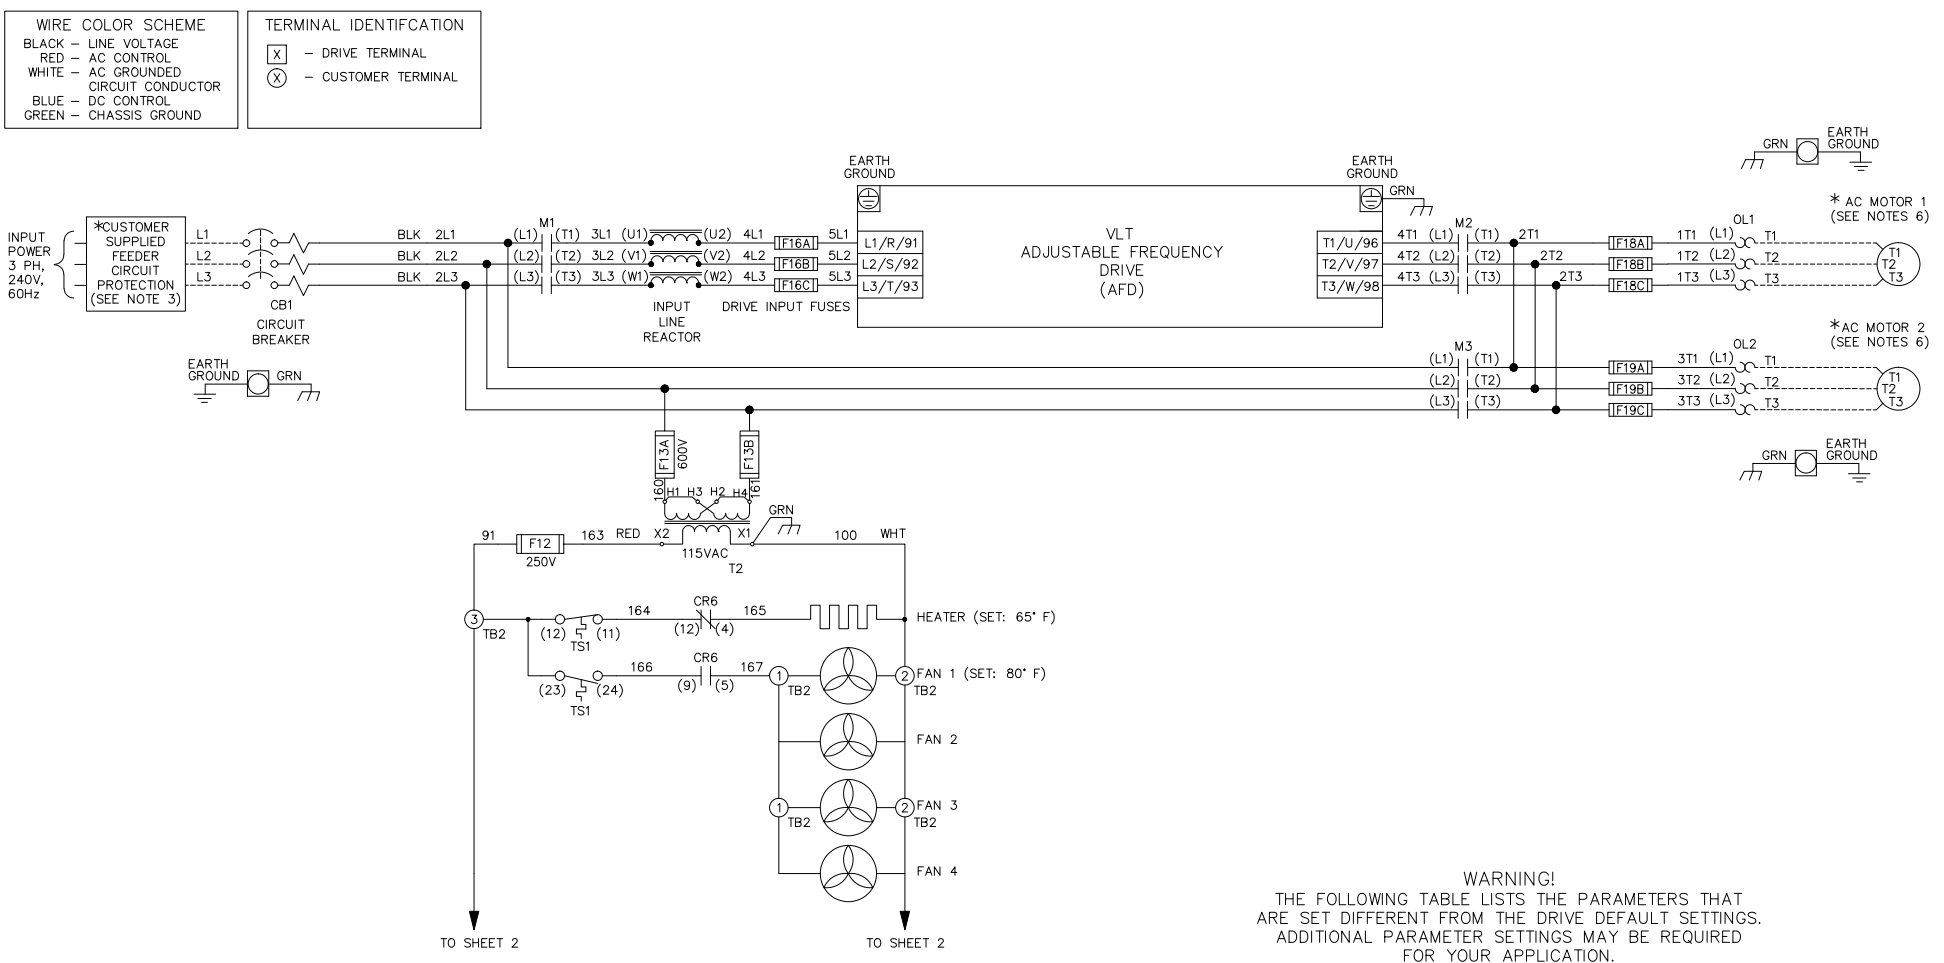 WIRE COLOR SCHEME
BLACK – LINE VOLTAGE
RED – AC CONTROL
WHITE – AC GROUNDED
CIRCUIT CONDUCTOR
BLUE – DC CONTROL
GREEN – CHASSIS GROUND
TERMINAL IDENTIFCATION
X – DRIVE TERMINAL
X – CUSTOMER TERMINAL
INPUT
POWER
3 PH,
240V,
60Hz
*CUSTOMER
SUPPLIED
FEEDER
CIRCUIT
PROTECTION
(SEE NOTE 3)
L1
L2
L3
CB1
CIRCUIT
BREAKER
EARTH
GROUND GRN
BLK 2L1 (L1) M1 (T1) 3L1 (U1) (U2) 4L1 F16A 5L1
BLK 2L2 (L2) (T2) 3L2 (V1) (V2) 4L2 F16B 5L2
BLK 2L3 (L3) (T3) 3L3 (W1) (W2) 4L3 F16C 5L3
INPUT
LINE
REACTOR
DRIVE INPUT FUSES
EARTH
GROUND
L1/R/91
L2/S/92
L3/T/93
VLT
ADJUSTABLE FREQUENCY
DRIVE
(AFD)
EARTH
GROUND
GRN
T1/U/96
T2/V/97
T3/W/98
4T1 (L1) M2 (T1) 2T1 F18A 1T1 (L1) OL1 T1
4T2 (L2) (T2) 2T2 F18B 1T2 (L2) T2
4T3 (L3) (T3) 2T3 F18C 1T3 (L3) T3
GRN EARTH
GROUND
* AC MOTOR 1
(SEE NOTES 6)
T1
T2
T3
M3
(L1) (T1) F19A 3T1 (L1) OL2 T1
(L2) (T2) F19B 3T2 (L2) T2
(L3) (T3) F19C 3T3 (L3) T3
*AC MOTOR 2
(SEE NOTES 6)
T1
T2
T3
GRN EARTH
GROUND
F13A
600V
F13B
160
161
H1 H3 H2 H4
GRN
91 F12 163 RED X2 X1 100 WHT
250V
115VAC
T2
3
TB2
(12) (11)
TS1
164
CR6
(12) (4)
165
HEATER (SET: 65° F)
(23) (24)
TS1
166
CR6
(9) (5)
167
1
TB2
2
TB2
FAN 1 (SET: 80° F)
FAN 2
1
TB2
2
TB2
FAN 3
FAN 4
TO SHEET 2
TO SHEET 2
WARNING!
THE FOLLOWING TABLE LISTS THE PARAMETERS THAT
ARE SET DIFFERENT FROM THE DRIVE DEFAULT SETTINGS.
ADDITIONAL PARAMETER SETTINGS MAY BE REQUIRED
FOR YOUR APPLICATION.